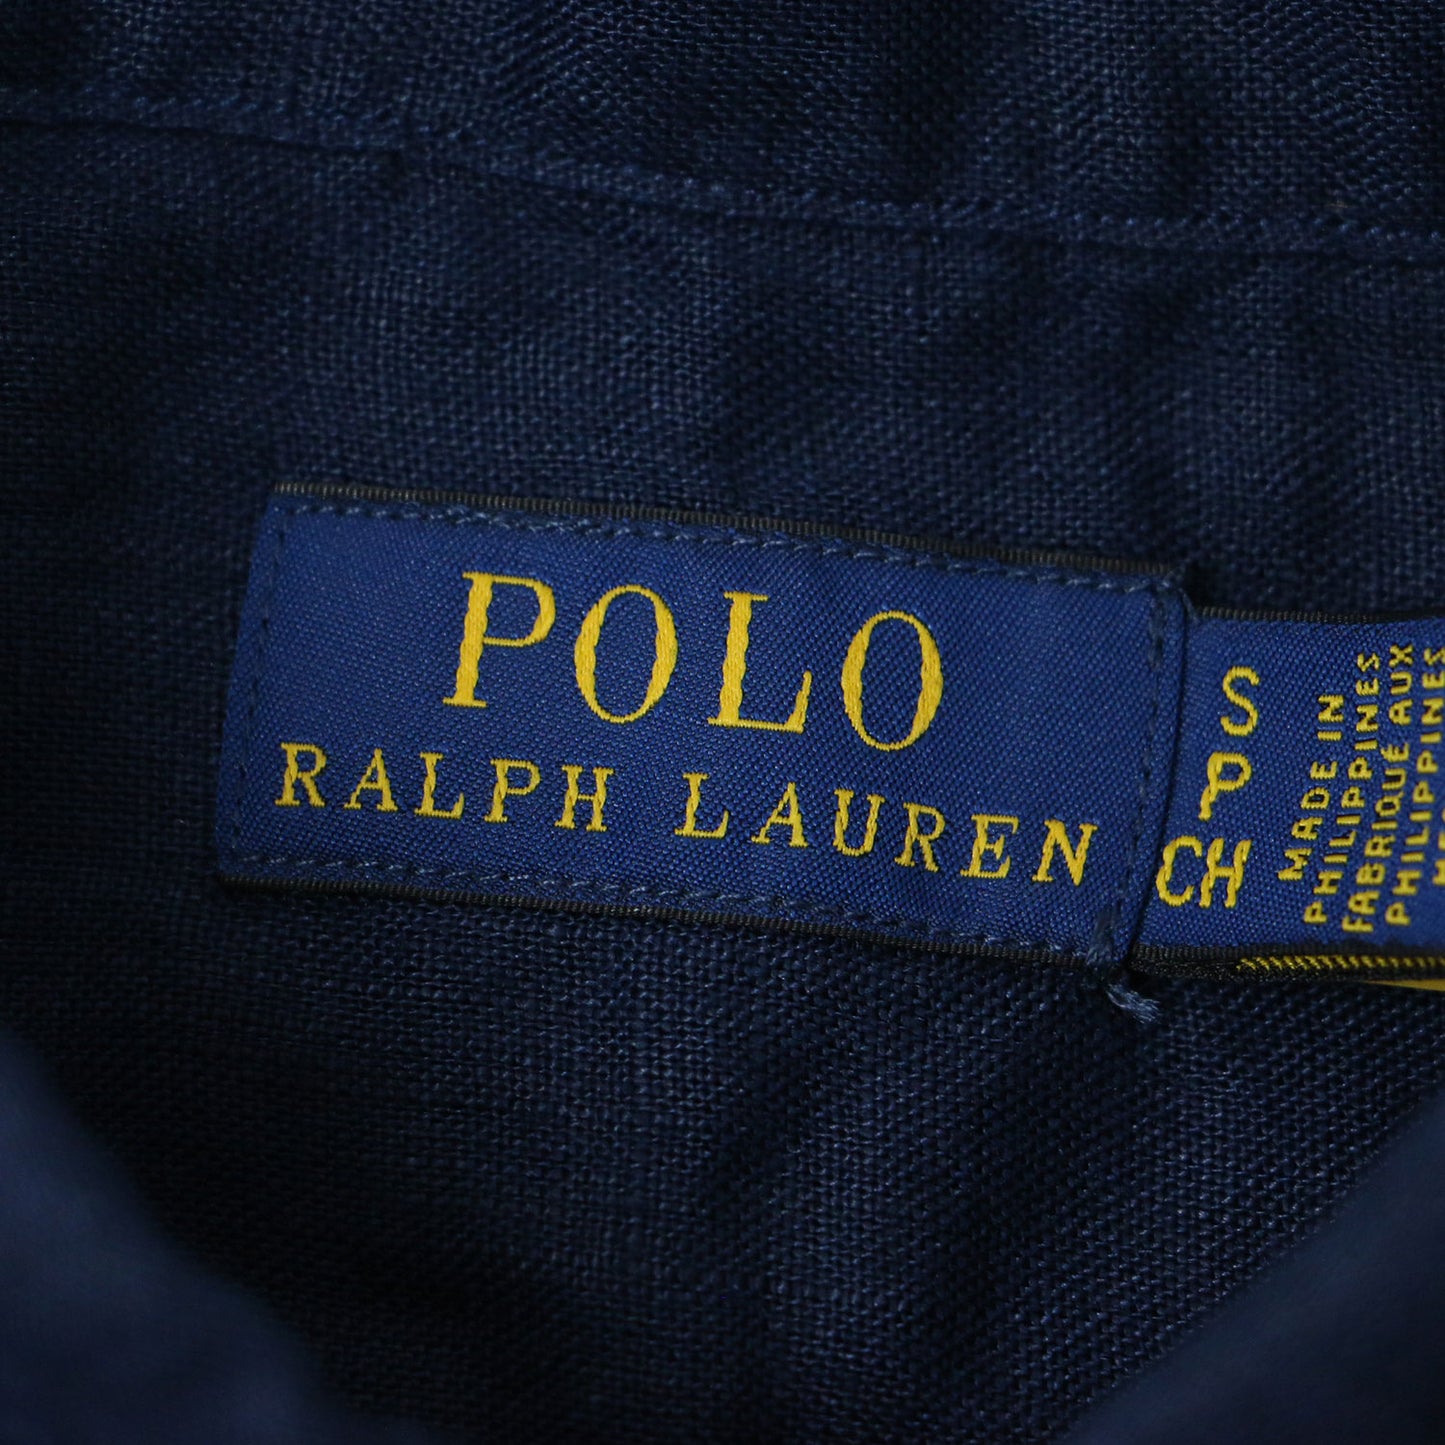 POLO
RALPH LAUREN
S
P
CH
MADE IN
PHILIPPINES
FABRIQUÉ AUX
PHILIPPINES